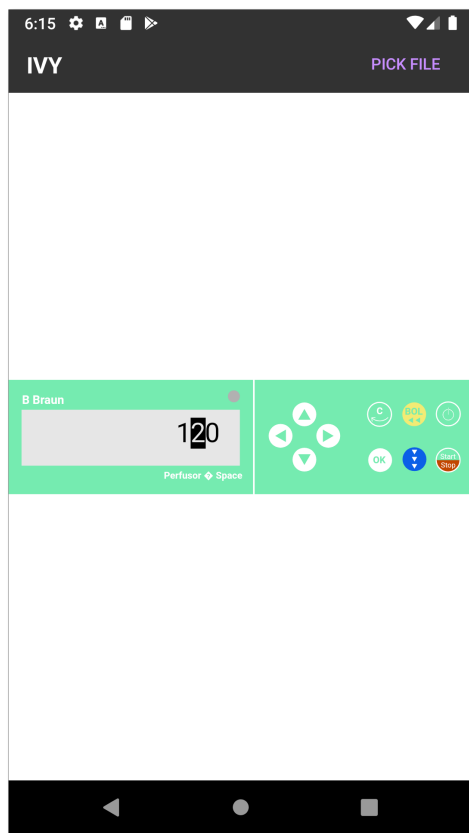 6:15
IVY
PICK FILE
B Braun
120
Perfusor Space
C
BOL
OK
Start
Stop